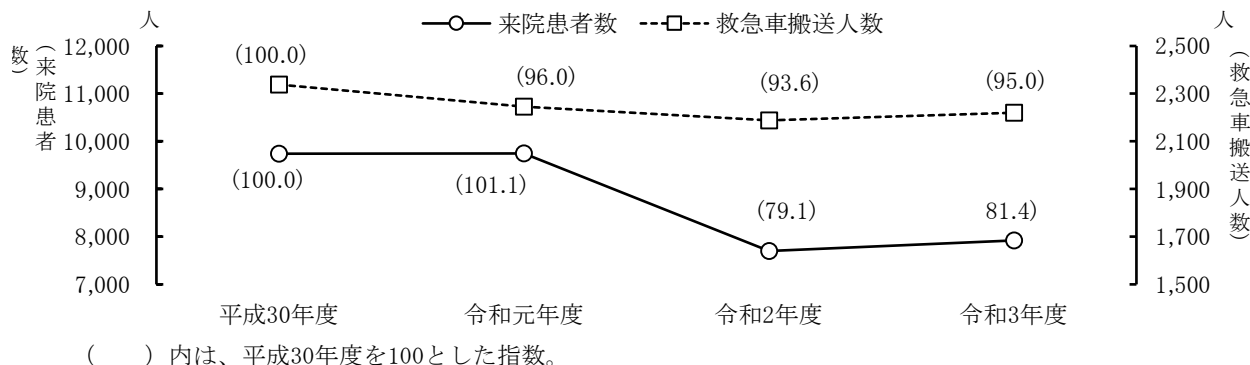 人
来院患者数
救急車搬送人数
人
（来院患者数）
12,000
11,000
10,000
9,000
8,000
7,000
(100.0)
(96.0)
(93.6)
(95.0)
(100.0)
(101.1)
(79.1)
81.4)
2,500
2,300
2,100
1,900
1,700
1,500
（救急車搬送人数）
平成30年度
令和元年度
令和2年度
令和3年度
（　　）内は、平成30年度を100とした指数。